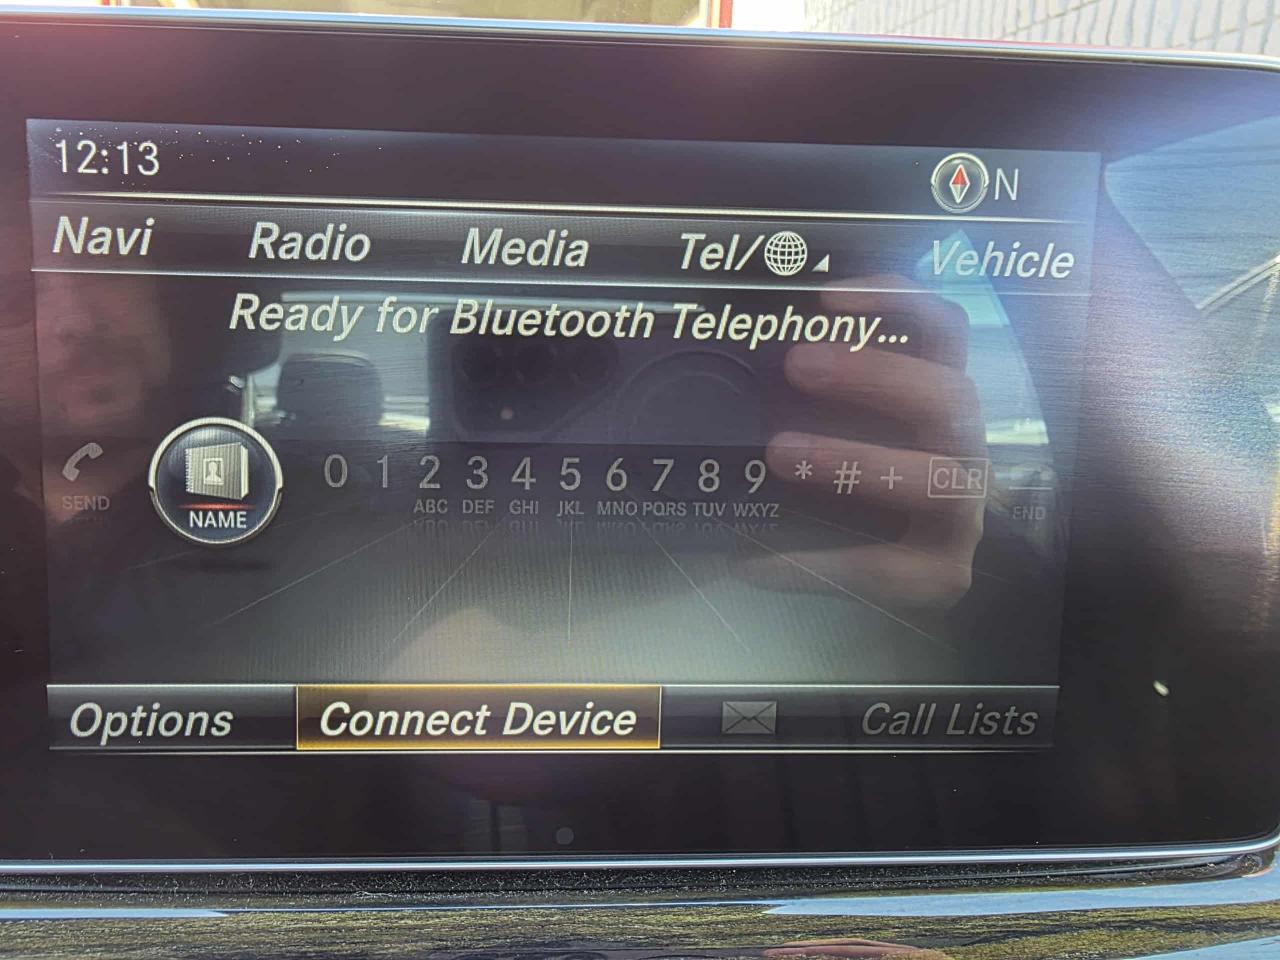 12:13 N
Navi Radio Media Tel/ Vehicle
Ready for Bluetooth Telephony...
0 1 2 3 4 5 6 7 8 9 * # + CLR
SEND NAME ABC DEF GHI JKL MNO PQRS TUV WXYZ END
Options Connect Device Call Lists